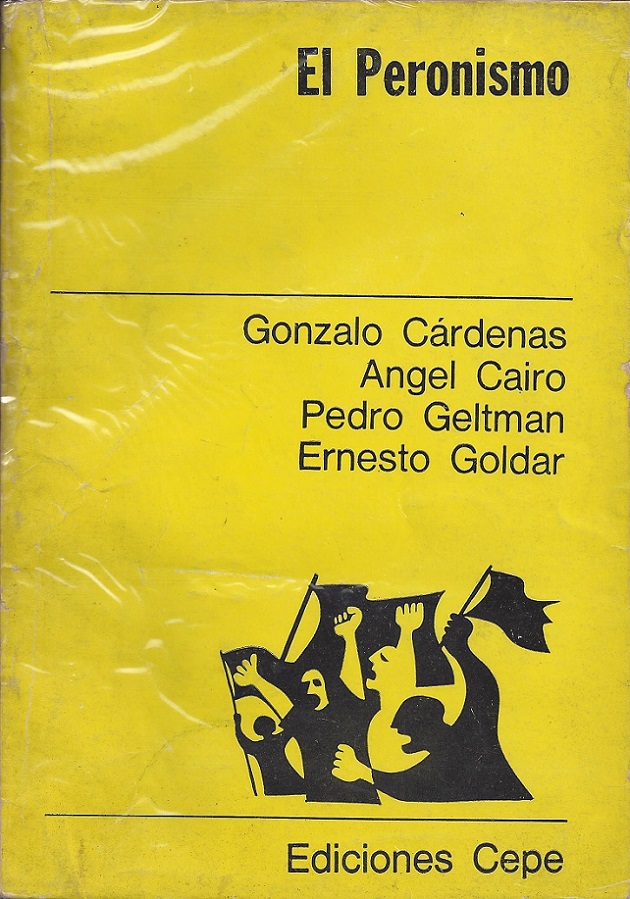 El Peronismo
Gonzalo Cárdenas
Angel Cairo
Pedro Geltman
Ernesto Goldar
Ediciones Cepe